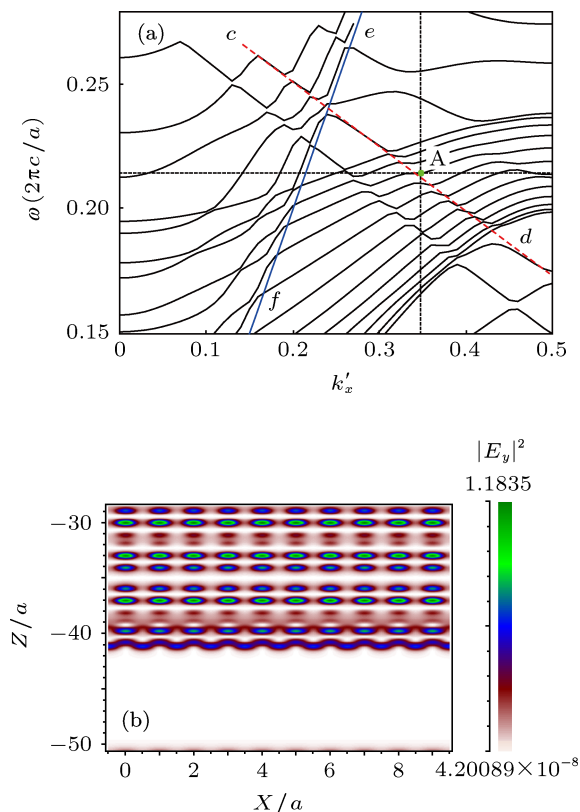 (a)
c
e
0.25
A
ω (2πc/a)
0.20
d
f
0.15
0 0.1 0.2 0.3 0.4 0.5
k′ₓ
|E_y|²
1.1835
−30
Z/a
−40
(b)
−50
0 2 4 6 8
4.20089×10⁻⁸
X/a